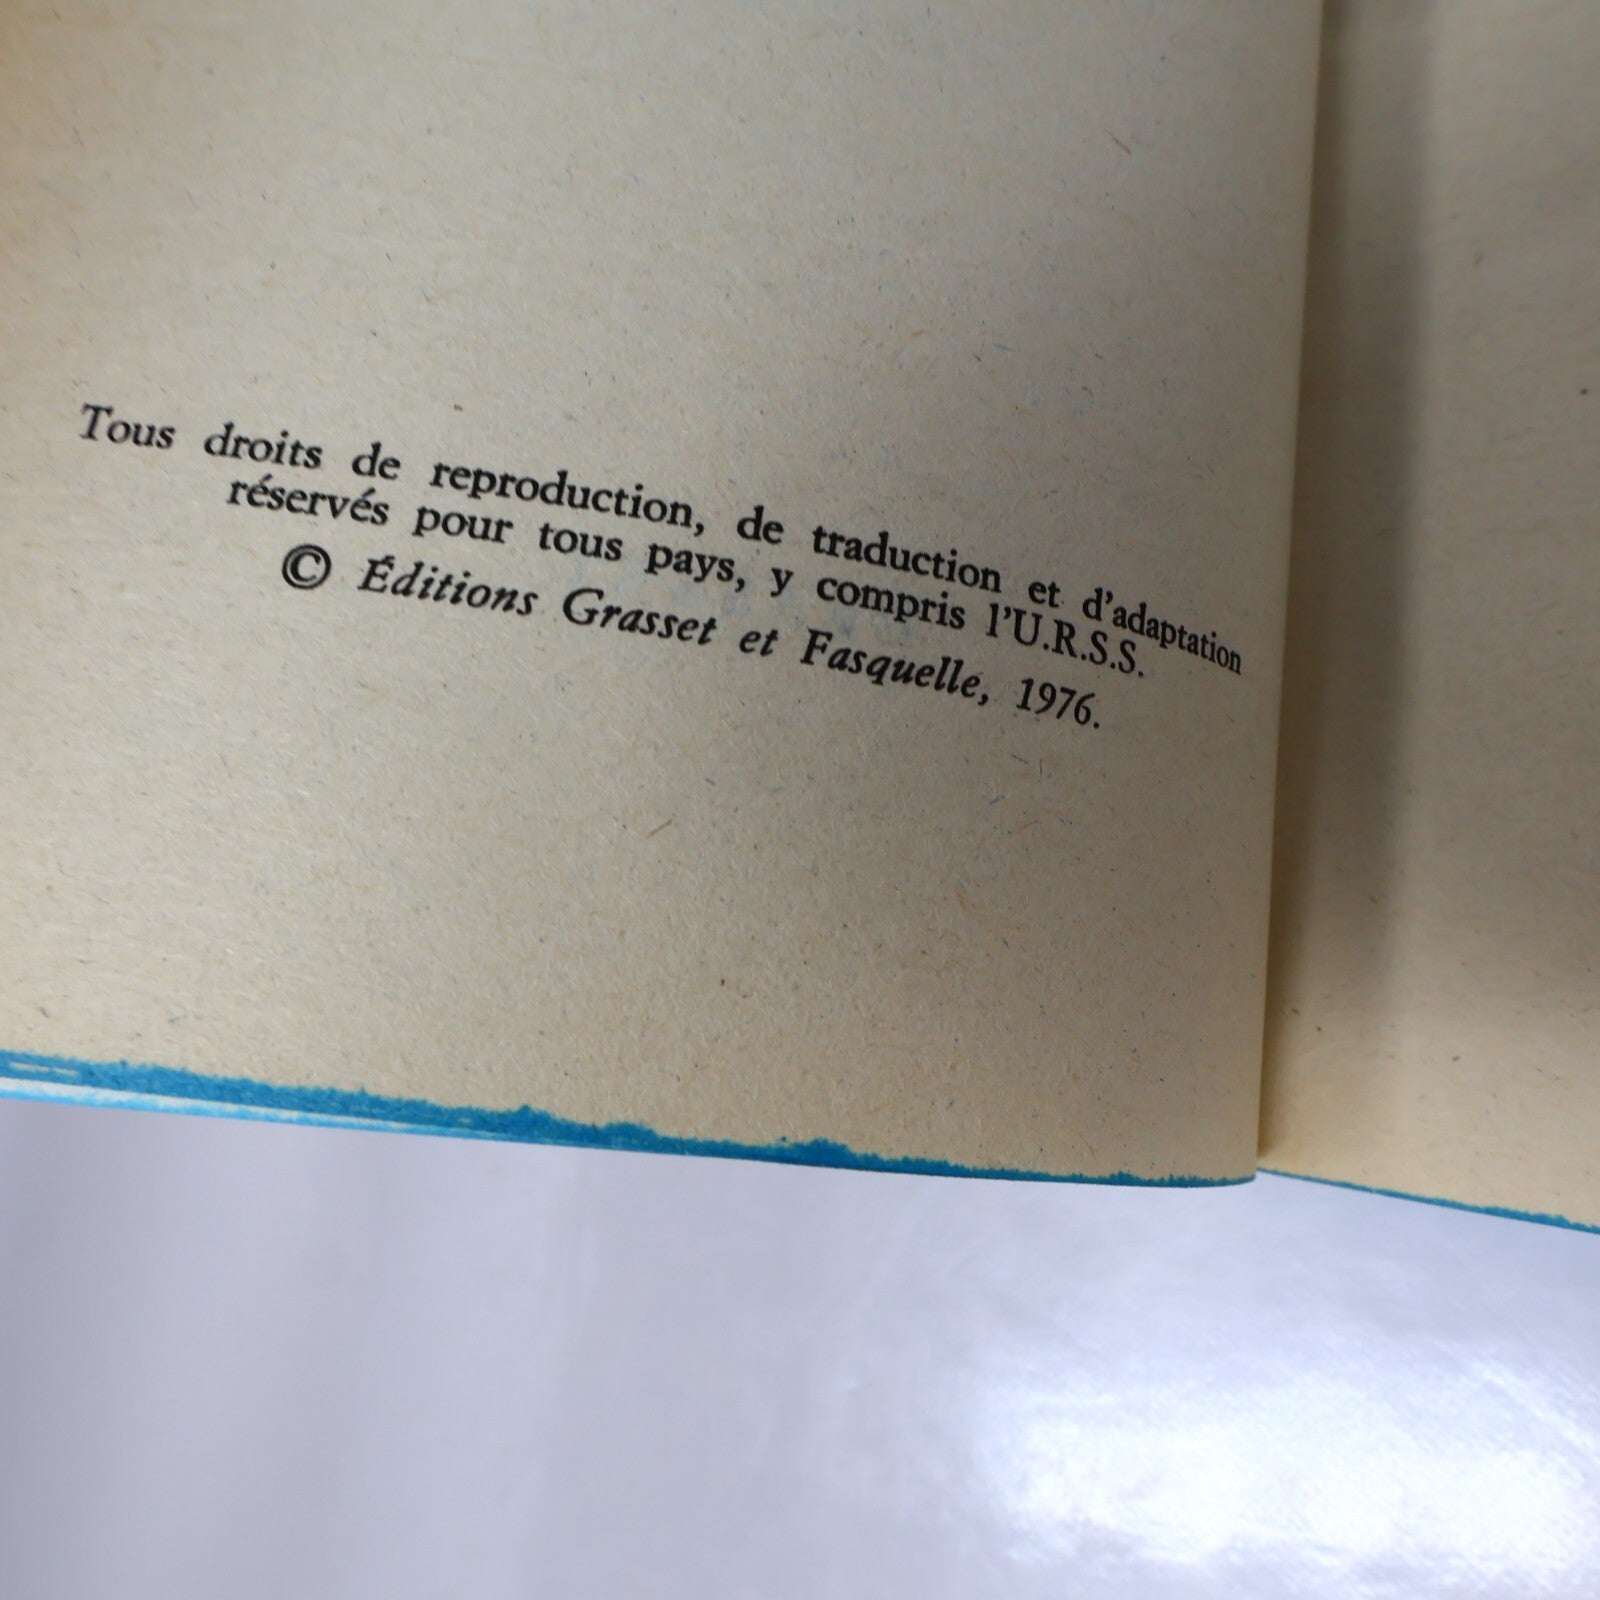 Tous droits de reproduction, de traduction et d'adaptation
réservés pour tous pays, y compris l'U.R.S.S.
© Éditions Grasset et Fasquelle, 1976.